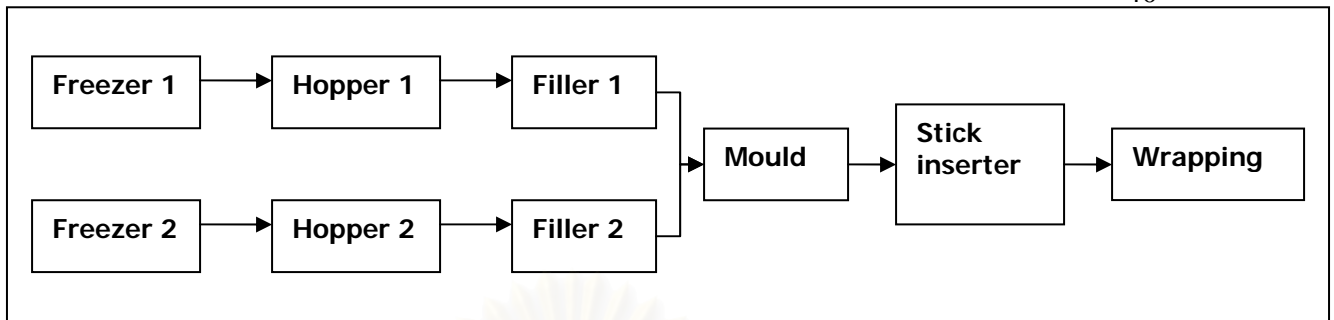 Freezer 1
Hopper 1
Filler 1
Mould
Stick
inserter
Wrapping
Freezer 2
Hopper 2
Filler 2